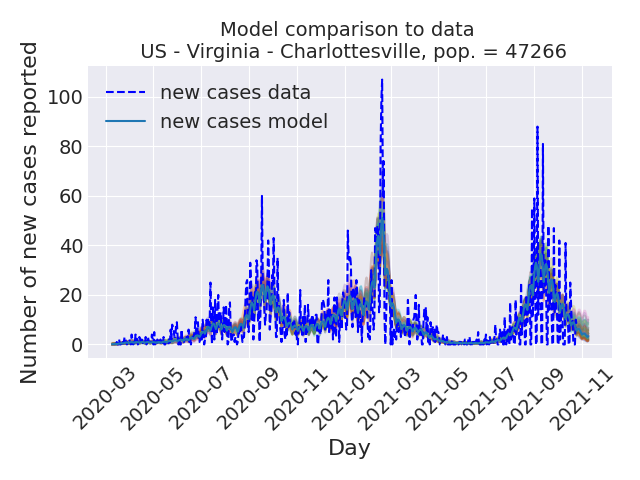 Model comparison to data
US - Virginia - Charlottesville, pop. = 47266
Number of new cases reported
100
80
60
40
20
0
new cases data
new cases model
2020-03
2020-05
2020-07
2020-09
2020-11
2021-01
2021-03
2021-05
2021-07
2021-09
2021-11
Day